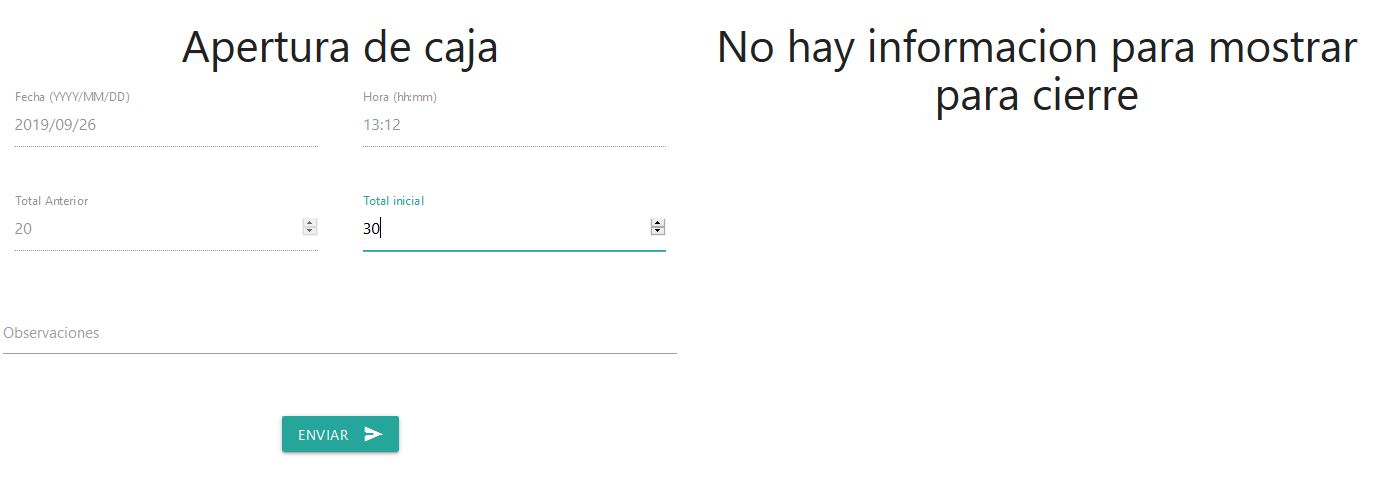 Apertura de caja
Fecha (YYYY/MM/DD)
Hora (hh:mm)
2019/09/26
13:12
Total Anterior
Total inicial
20
30
Observaciones
ENVIAR
No hay informacion para mostrar
para cierre